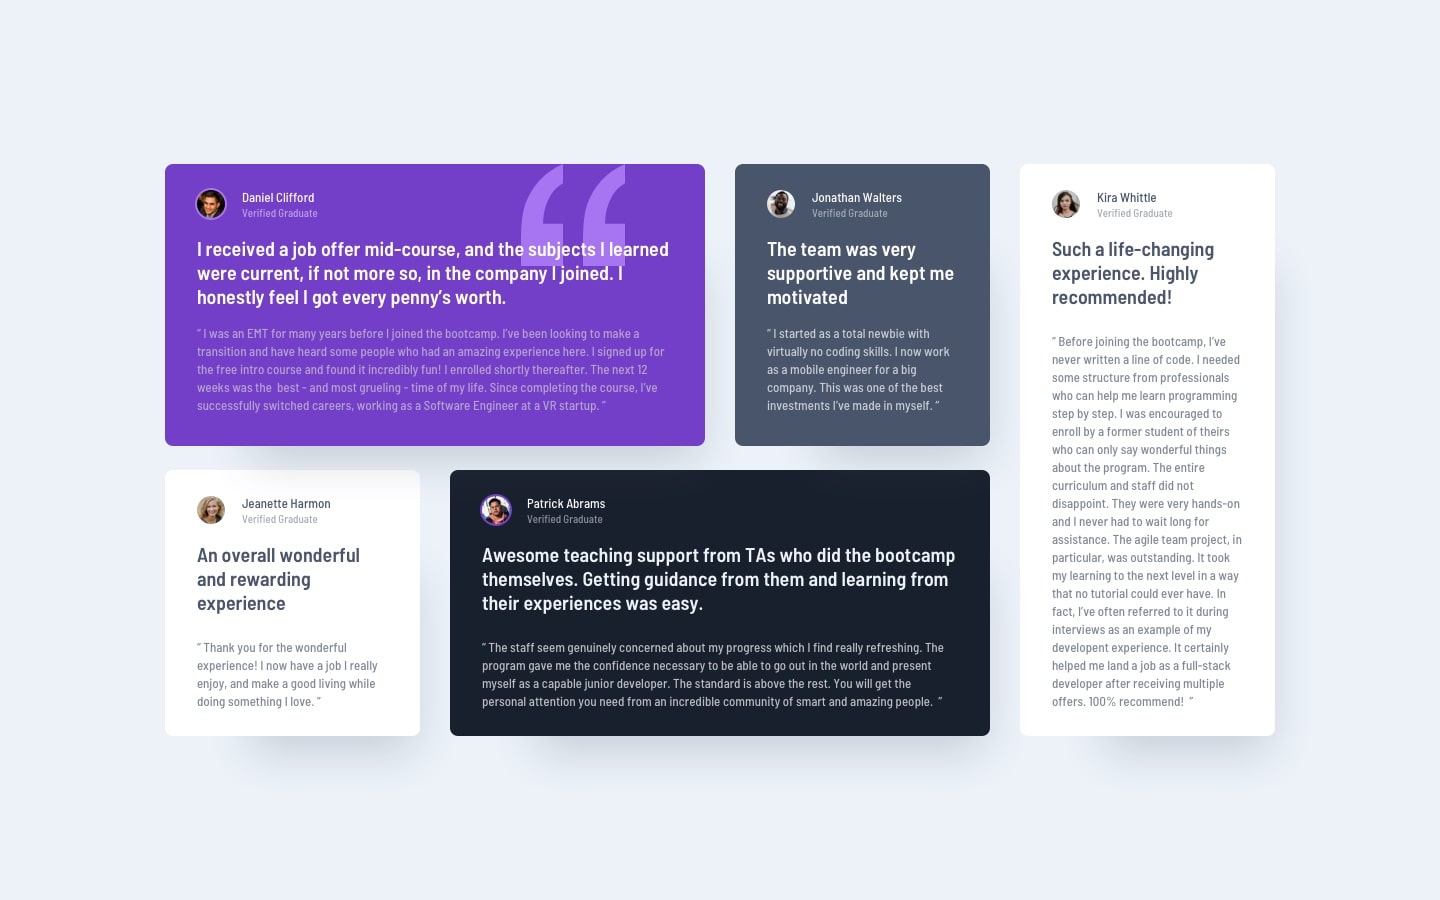 Daniel Clifford
Verified Graduate
I received a job offer mid-course, and the subjects I learned
were current, if not more so, in the company I joined. I
honestly feel I got every penny’s worth.
“ I was an EMT for many years before I joined the bootcamp. I’ve been looking to make a
transition and have heard some people who had an amazing experience here. I signed up for
the free intro course and found it incredibly fun! I enrolled shortly thereafter. The next 12
weeks was the best - and most grueling - time of my life. Since completing the course, I’ve
successfully switched careers, working as a Software Engineer at a VR startup. ”
Jonathan Walters
Verified Graduate
The team was very
supportive and kept me
motivated
“ I started as a total newbie with
virtually no coding skills. I now work
as a mobile engineer for a big
company. This was one of the best
investments I’ve made in myself. ”
Kira Whittle
Verified Graduate
Such a life-changing
experience. Highly
recommended!
“ Before joining the bootcamp, I’ve
never written a line of code. I needed
some structure from professionals
who can help me learn programming
step by step. I was encouraged to
enroll by a former student of theirs
who can only say wonderful things
about the program. The entire
curriculum and staff did not
disappoint. They were very hands-on
and I never had to wait long for
assistance. The agile team project, in
particular, was outstanding. It took
my learning to the next level in a way
that no tutorial could ever have. In
fact, I’ve often referred to it during
interviews as an example of my
developent experience. It certainly
helped me land a job as a full-stack
developer after receiving multiple
offers. 100% recommend! ”
Jeanette Harmon
Verified Graduate
An overall wonderful
and rewarding
experience
“ Thank you for the wonderful
experience! I now have a job I really
enjoy, and make a good living while
doing something I love. ”
Patrick Abrams
Verified Graduate
Awesome teaching support from TAs who did the bootcamp
themselves. Getting guidance from them and learning from
their experiences was easy.
“ The staff seem genuinely concerned about my progress which I find really refreshing. The
program gave me the confidence necessary to be able to go out in the world and present
myself as a capable junior developer. The standard is above the rest. You will get the
personal attention you need from an incredible community of smart and amazing people. ”